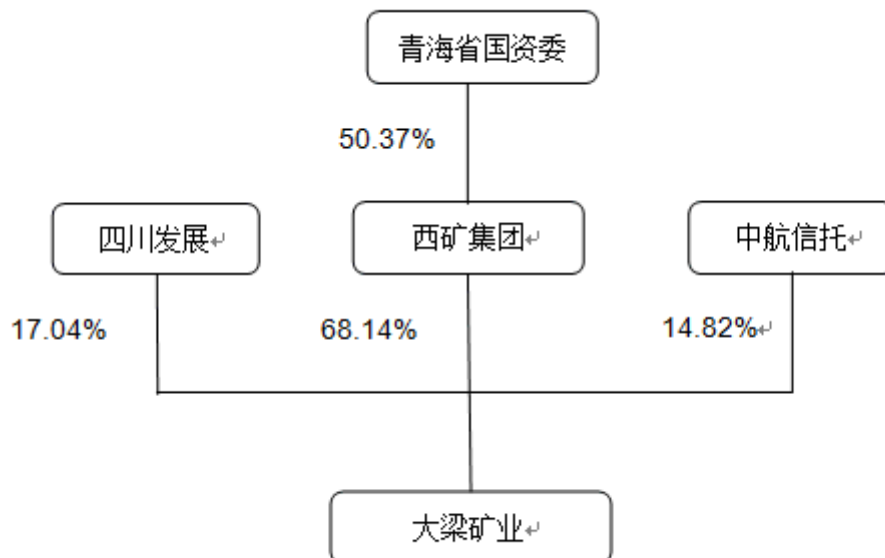 青海省国资委
50.37%
四川发展↵
西矿集团↵
中航信托↵
17.04%
68.14%
14.82%↵
大梁矿业↵